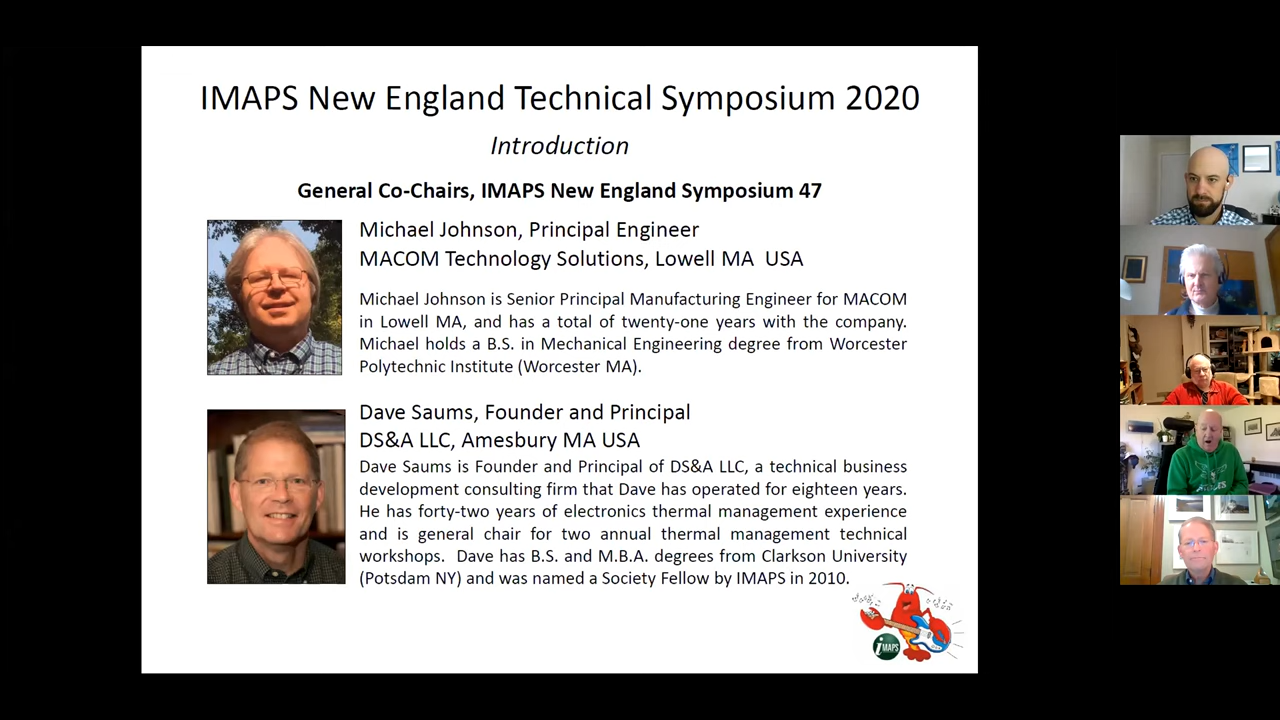 IMAPS New England Technical Symposium 2020
Introduction
General Co-Chairs, IMAPS New England Symposium 47
Michael Johnson, Principal Engineer
MACOM Technology Solutions, Lowell MA  USA
Michael Johnson is Senior Principal Manufacturing Engineer for MACOM
in Lowell MA, and has a total of twenty-one years with the company.
Michael holds a B.S. in Mechanical Engineering degree from Worcester
Polytechnic Institute (Worcester MA).
Dave Saums, Founder and Principal
DS&A LLC, Amesbury MA USA
Dave Saums is Founder and Principal of DS&A LLC, a technical business
development consulting firm that Dave has operated for eighteen years.
He has forty-two years of electronics thermal management experience
and is general chair for two annual thermal management technical
workshops.  Dave has B.S. and M.B.A. degrees from Clarkson University
(Potsdam NY) and was named a Society Fellow by IMAPS in 2010.
iMAPS